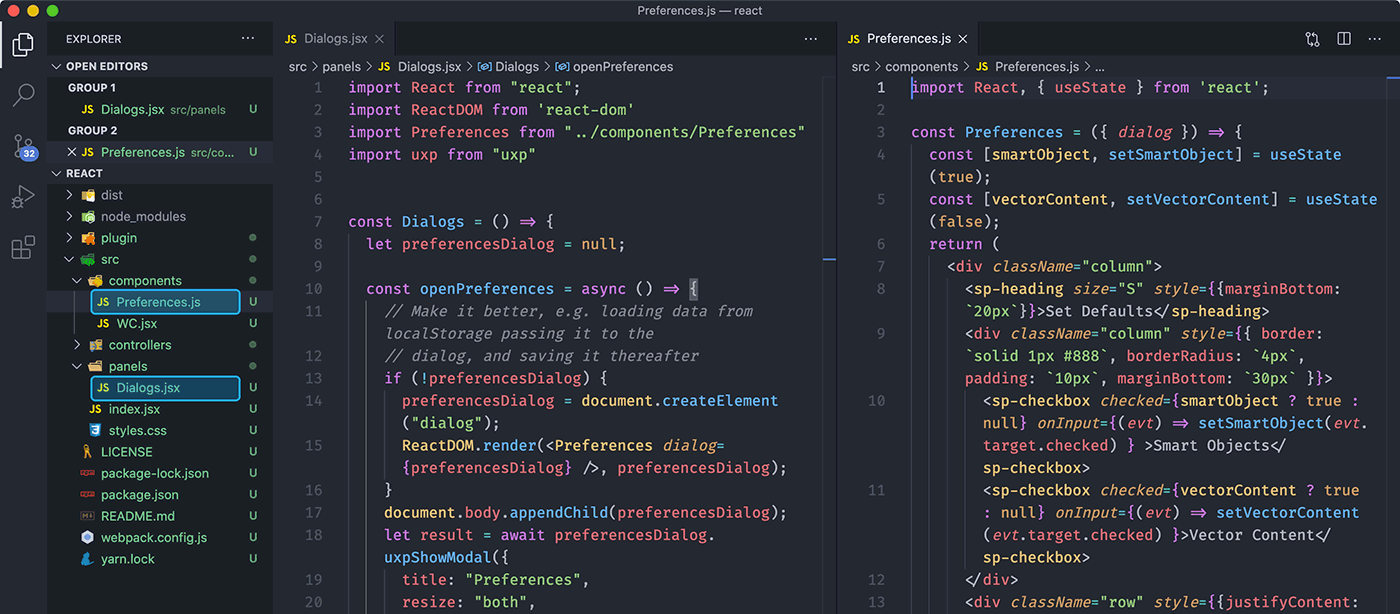 Preferences.js — react
EXPLORER
OPEN EDITORS
GROUP 1
JS Dialogs.jsx src/panels U
GROUP 2
JS Preferences.js src/co... U
32
REACT
dist
node_modules
plugin
src
components
JS Preferences.js U
JS WC.jsx U
controllers
panels
JS Dialogs.jsx U
JS index.jsx U
styles.css U
LICENSE U
package-lock.json U
package.json U
README.md U
webpack.config.js U
yarn.lock U
JS Dialogs.jsx
src > panels > JS Dialogs.jsx > Dialogs > openPreferences
1 import React from "react";
2 import ReactDOM from 'react-dom'
3 import Preferences from "../components/Preferences"
4 import uxp from "uxp"
5
6
7 const Dialogs = () => {
8 let preferencesDialog = null;
9
10 const openPreferences = async () => {
11 // Make it better, e.g. loading data from
localStorage passing it to the
12 // dialog, and saving it thereafter
13 if (!preferencesDialog) {
14 preferencesDialog = document.createElement
("dialog");
15 ReactDOM.render(<Preferences dialog=
{preferencesDialog} />, preferencesDialog);
16 }
17 document.body.appendChild(preferencesDialog);
18 let result = await preferencesDialog.
uxpShowModal({
19 title: "Preferences",
20 resize: "both",
JS Preferences.js
src > components > JS Preferences.js > ...
1 import React, { useState } from 'react';
2
3 const Preferences = ({ dialog }) => {
4 const [smartObject, setSmartObject] = useState
(true);
5 const [vectorContent, setVectorContent] = useState
(false);
6 return (
7 <div className="column">
8 <sp-heading size="S" style={{marginBottom:
`20px`}}>Set Defaults</sp-heading>
9 <div className="column" style={{ border:
`solid 1px #888`, borderRadius: `4px`,
padding: `10px`, marginBottom: `30px` }}>
10 <sp-checkbox checked={smartObject ? true :
null} onInput={(evt) => setSmartObject(evt.
target.checked) } >Smart Objects</
sp-checkbox>
11 <sp-checkbox checked={vectorContent ? true
: null} onInput={(evt) => setVectorContent
(evt.target.checked) }>Vector Content</
sp-checkbox>
12 </div>
13 <div className="row" style={{justifyContent: